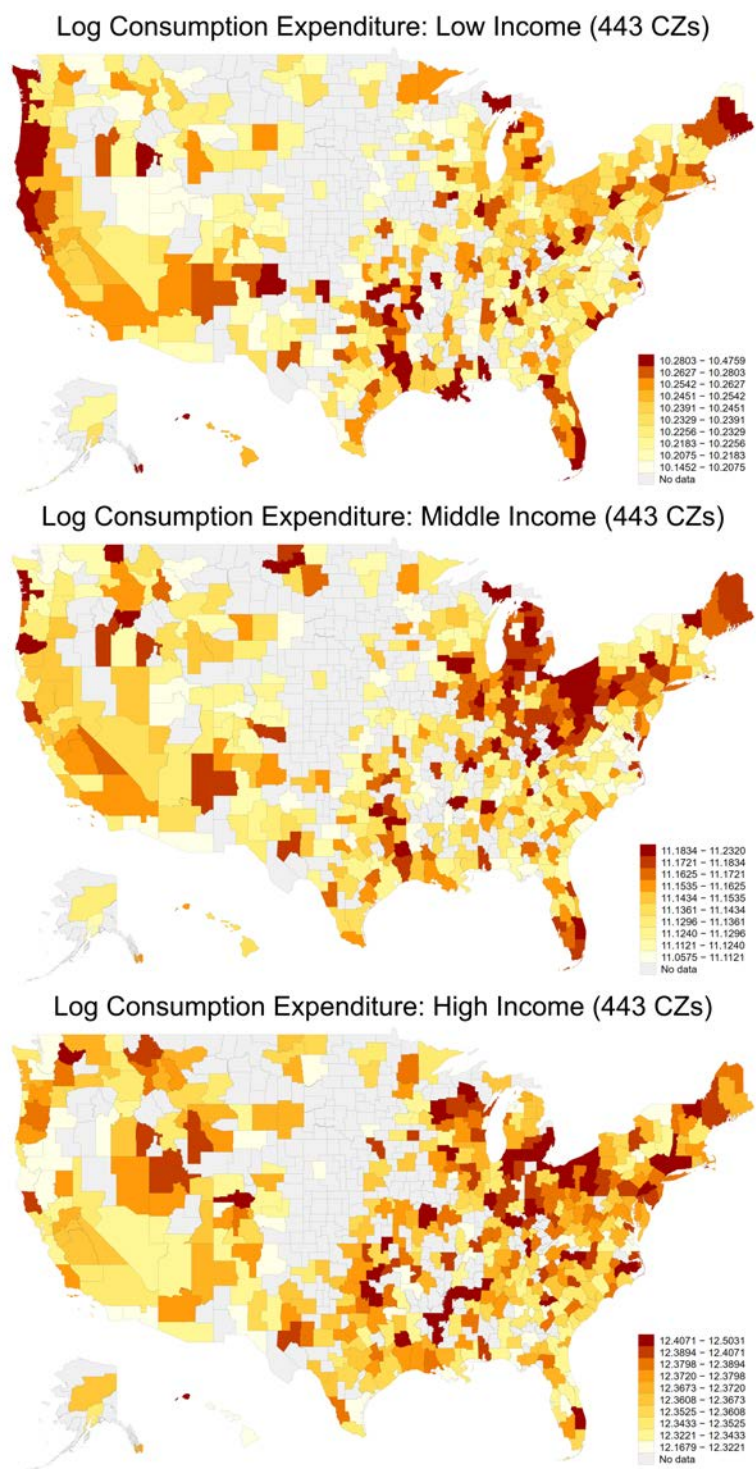 Log Consumption Expenditure: Low Income (443 CZs)
10.2803 − 10.4759
10.2627 − 10.2803
10.2542 − 10.2627
10.2451 − 10.2542
10.2391 − 10.2451
10.2329 − 10.2391
10.2256 − 10.2329
10.2183 − 10.2256
10.2075 − 10.2183
10.1452 − 10.2075
No data
Log Consumption Expenditure: Middle Income (443 CZs)
11.1834 − 11.2320
11.1721 − 11.1834
11.1625 − 11.1721
11.1535 − 11.1625
11.1434 − 11.1535
11.1361 − 11.1434
11.1296 − 11.1361
11.1240 − 11.1296
11.1121 − 11.1240
11.0575 − 11.1121
No data
Log Consumption Expenditure: High Income (443 CZs)
12.4071 − 12.5031
12.3894 − 12.4071
12.3798 − 12.3894
12.3720 − 12.3798
12.3673 − 12.3720
12.3608 − 12.3673
12.3525 − 12.3608
12.3433 − 12.3525
12.3221 − 12.3433
12.1679 − 12.3221
No data